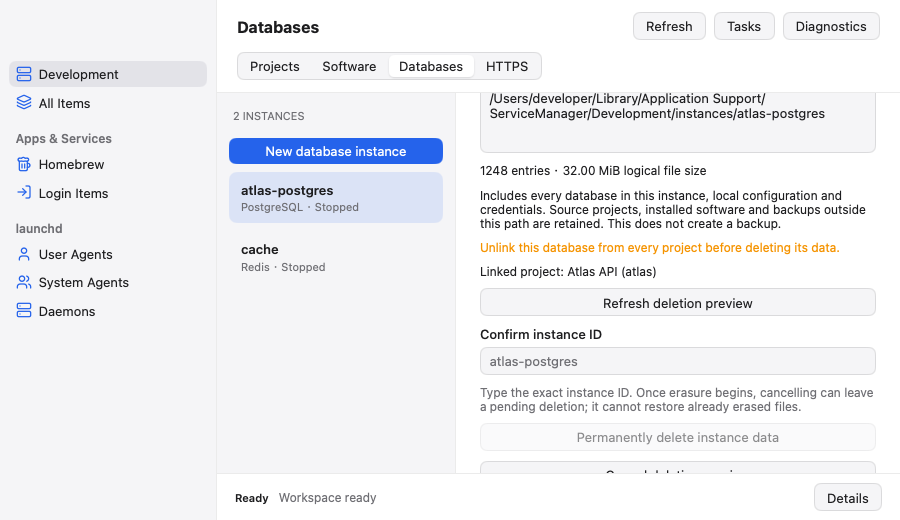 Databases
Refresh
Tasks
Diagnostics
Projects
Software
Databases
HTTPS
Development
All Items
Apps & Services
Homebrew
Login Items
launchd
User Agents
System Agents
Daemons
2 INSTANCES
New database instance
atlas-postgres
PostgreSQL · Stopped
cache
Redis · Stopped
/Users/developer/Library/Application Support/
ServiceManager/Development/instances/atlas-postgres
1248 entries · 32.00 MiB logical file size
Includes every database in this instance, local configuration and
credentials. Source projects, installed software and backups outside
this path are retained. This does not create a backup.
Unlink this database from every project before deleting its data.
Linked project: Atlas API (atlas)
Refresh deletion preview
Confirm instance ID
atlas-postgres
Type the exact instance ID. Once erasure begins, cancelling can leave
a pending deletion; it cannot restore already erased files.
Permanently delete instance data
Ready
Workspace ready
Details